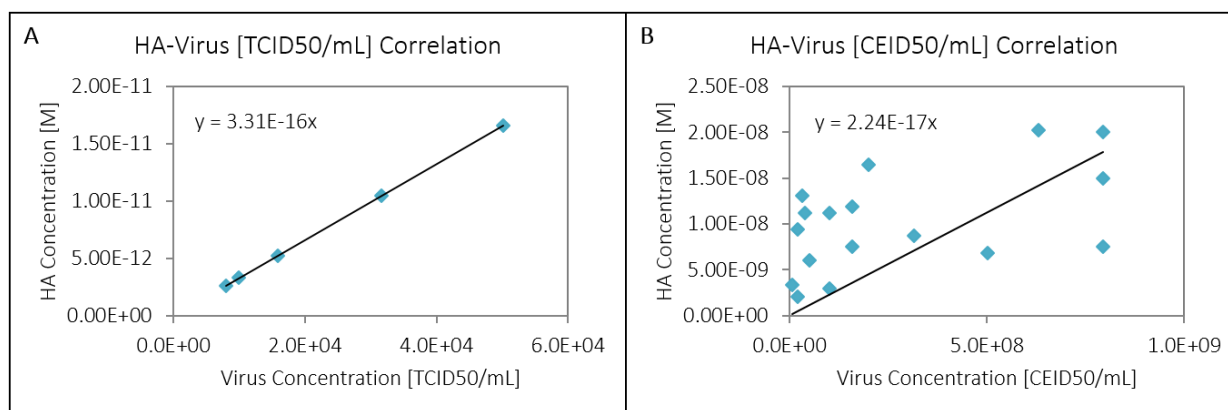 A
HA-Virus [TCID50/mL] Correlation
HA Concentration [M]
2.00E-11
1.50E-11
1.00E-11
5.00E-12
0.00E+00
y = 3.31E-16x
0.0E+00 2.0E+04 4.0E+04 6.0E+04
Virus Concentration [TCID50/mL]
B
HA-Virus [CEID50/mL] Correlation
HA Concentration [M]
2.50E-08
2.00E-08
1.50E-08
1.00E-08
5.00E-09
0.00E+00
y = 2.24E-17x
0.0E+00 5.0E+08 1.0E+09
Virus Concentration [CEID50/mL]